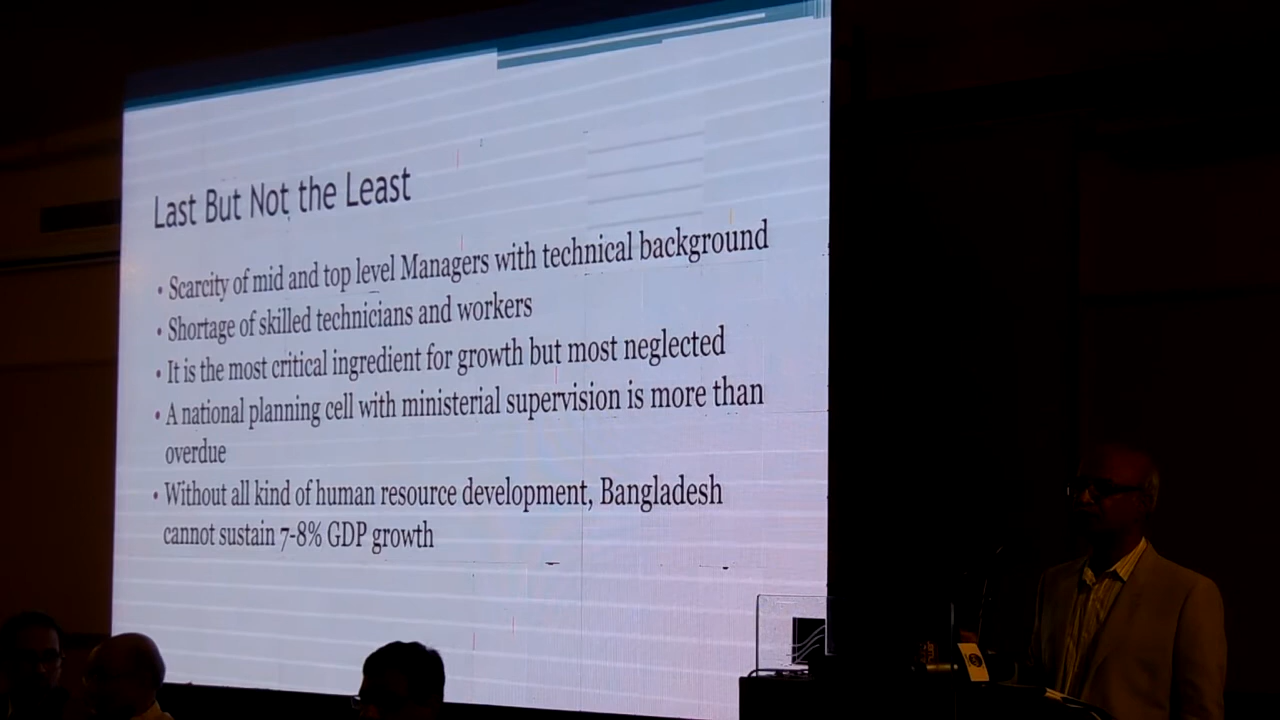 Last But Not the Least
• Scarcity of mid and top level Managers with technical background
• Shortage of skilled technicians and workers
• It is the most critical ingredient for growth but most neglected
• A national planning cell with ministerial supervision is more than
overdue
• Without all kind of human resource development, Bangladesh
cannot sustain 7-8% GDP growth